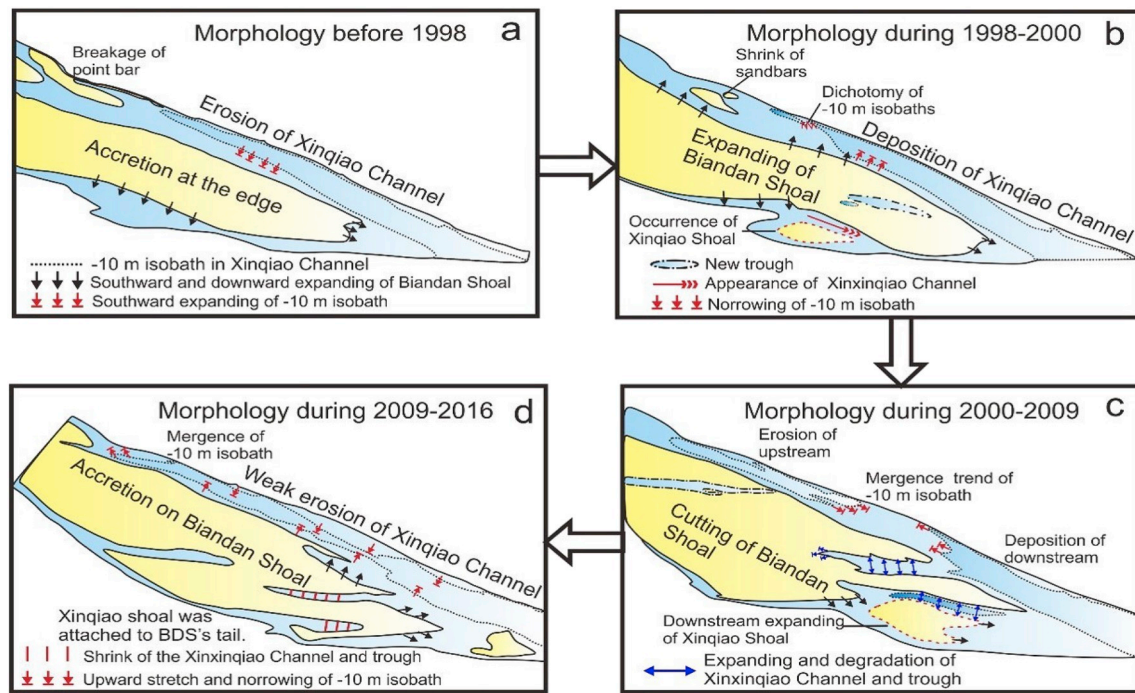 Morphology before 1998
a
Breakage of
point bar
Erosion of Xinqiao Channel
Accretion at the edge
-10 m isobath in Xinqiao Channel
Southward and downward expanding of Biandan Shoal
Southward expanding of -10 m isobath
Morphology during 1998-2000
b
Shrink of
sandbars
Dichotomy of
-10 m isobaths
Deposition of Xinqiao Channel
Expanding of
Biandan Shoal
Occurrence of
Xinqiao Shoal
New trough
Appearance of Xinxinqiao Channel
Norrowing of -10 m isobath
Morphology during 2009-2016
d
Mergence of
-10 m isobath
Weak erosion of Xinqiao Channel
Accretion on Biandan Shoal
Xinqiao shoal was
attached to BDS's tail.
Shrink of the Xinxinqiao Channel and trough
Upward stretch and norrowing of -10 m isobath
Morphology during 2000-2009
c
Erosion of
upstream
Mergence trend of
-10 m isobath
Cutting of Biandan
Shoal
Deposition of
downstream
Downstream expanding
of Xinqiao Shoal
Expanding and degradation of
Xinxinqiao Channel and trough